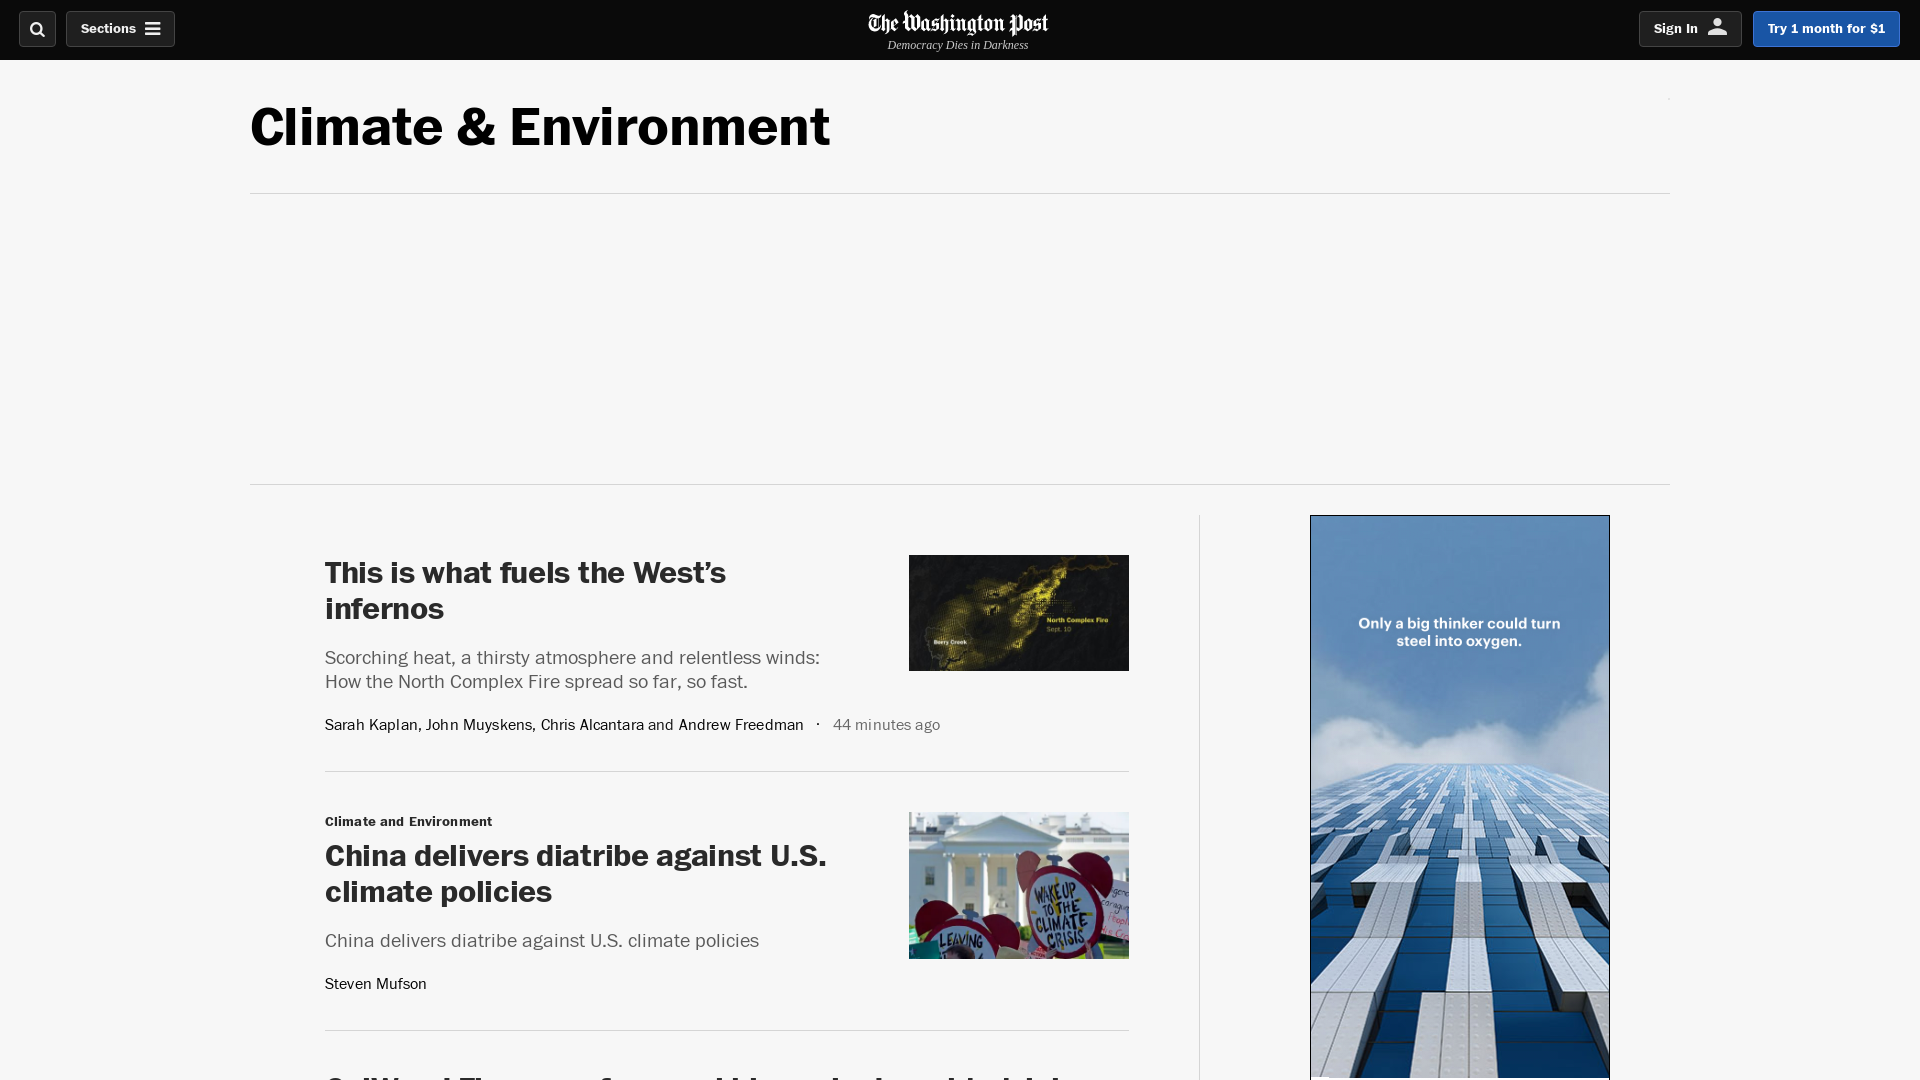 Sections
The Washington Post
Democracy Dies in Darkness
Sign In
Try 1 month for $1
Climate & Environment
This is what fuels the West’s
infernos
Scorching heat, a thirsty atmosphere and relentless winds:
How the North Complex Fire spread so far, so fast.
Sarah Kaplan, John Muyskens, Chris Alcantara and Andrew Freedman · 44 minutes ago
North Complex Fire
Sept. 10
Berry Creek
Climate and Environment
China delivers diatribe against U.S.
climate policies
China delivers diatribe against U.S. climate policies
Steven Mufson
WAKE UP
TO THE
CLIMATE
CRISIS
LEAVING
Only a big thinker could turn
steel into oxygen.